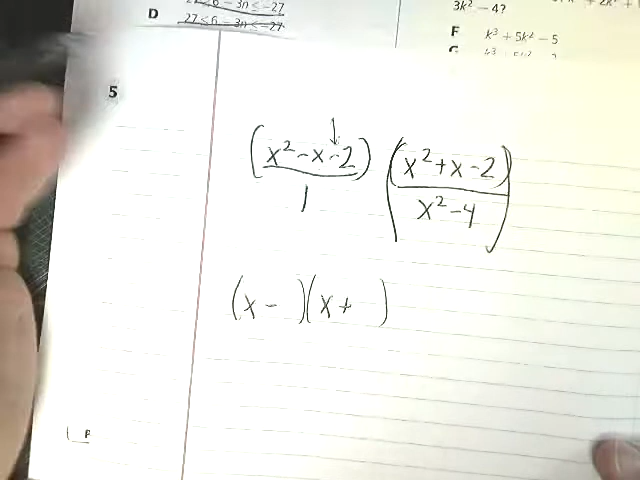 D
27 ≤ 6 − 3n ≤ −27
3k² − 4?
F k³ + 5k² − 5
5
(x² − x − 2) (x² + x − 2)
1 x² − 4
(x − )(x + )